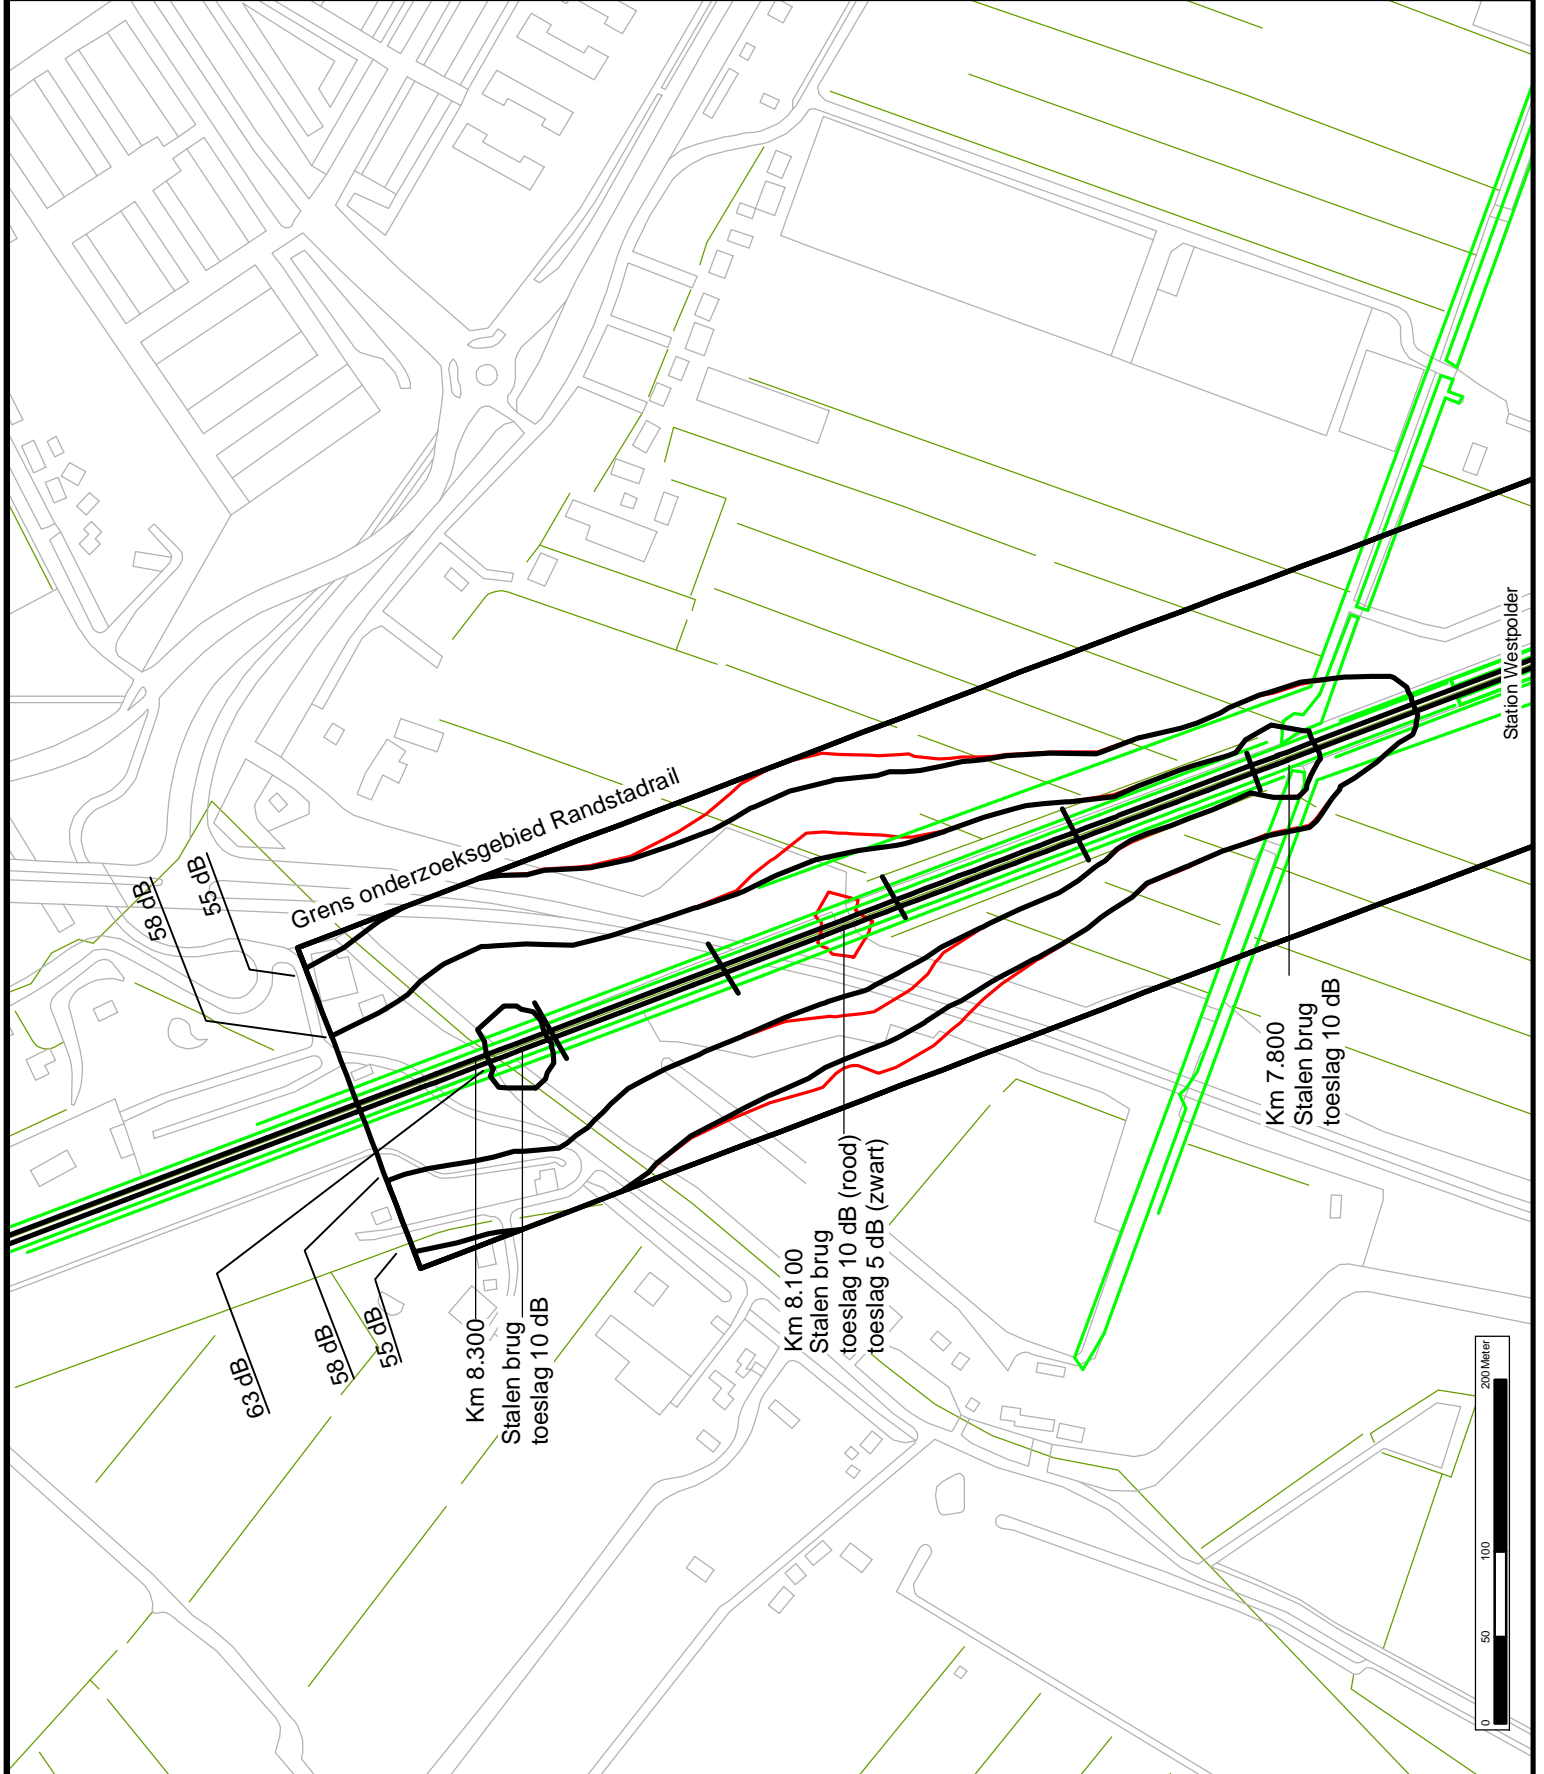 58 dB
55 dB
Grens onderzoeksgebied Randstadrail
63 dB
58 dB
55 dB
Km 8.300
Stalen brug
toeslag 10 dB
Km 8.100
Stalen brug
toeslag 10 dB (rood)
toeslag 5 dB (zwart)
Km 7.800
Stalen brug
toeslag 10 dB
Station Westpolder
0 50 100 200 Meter